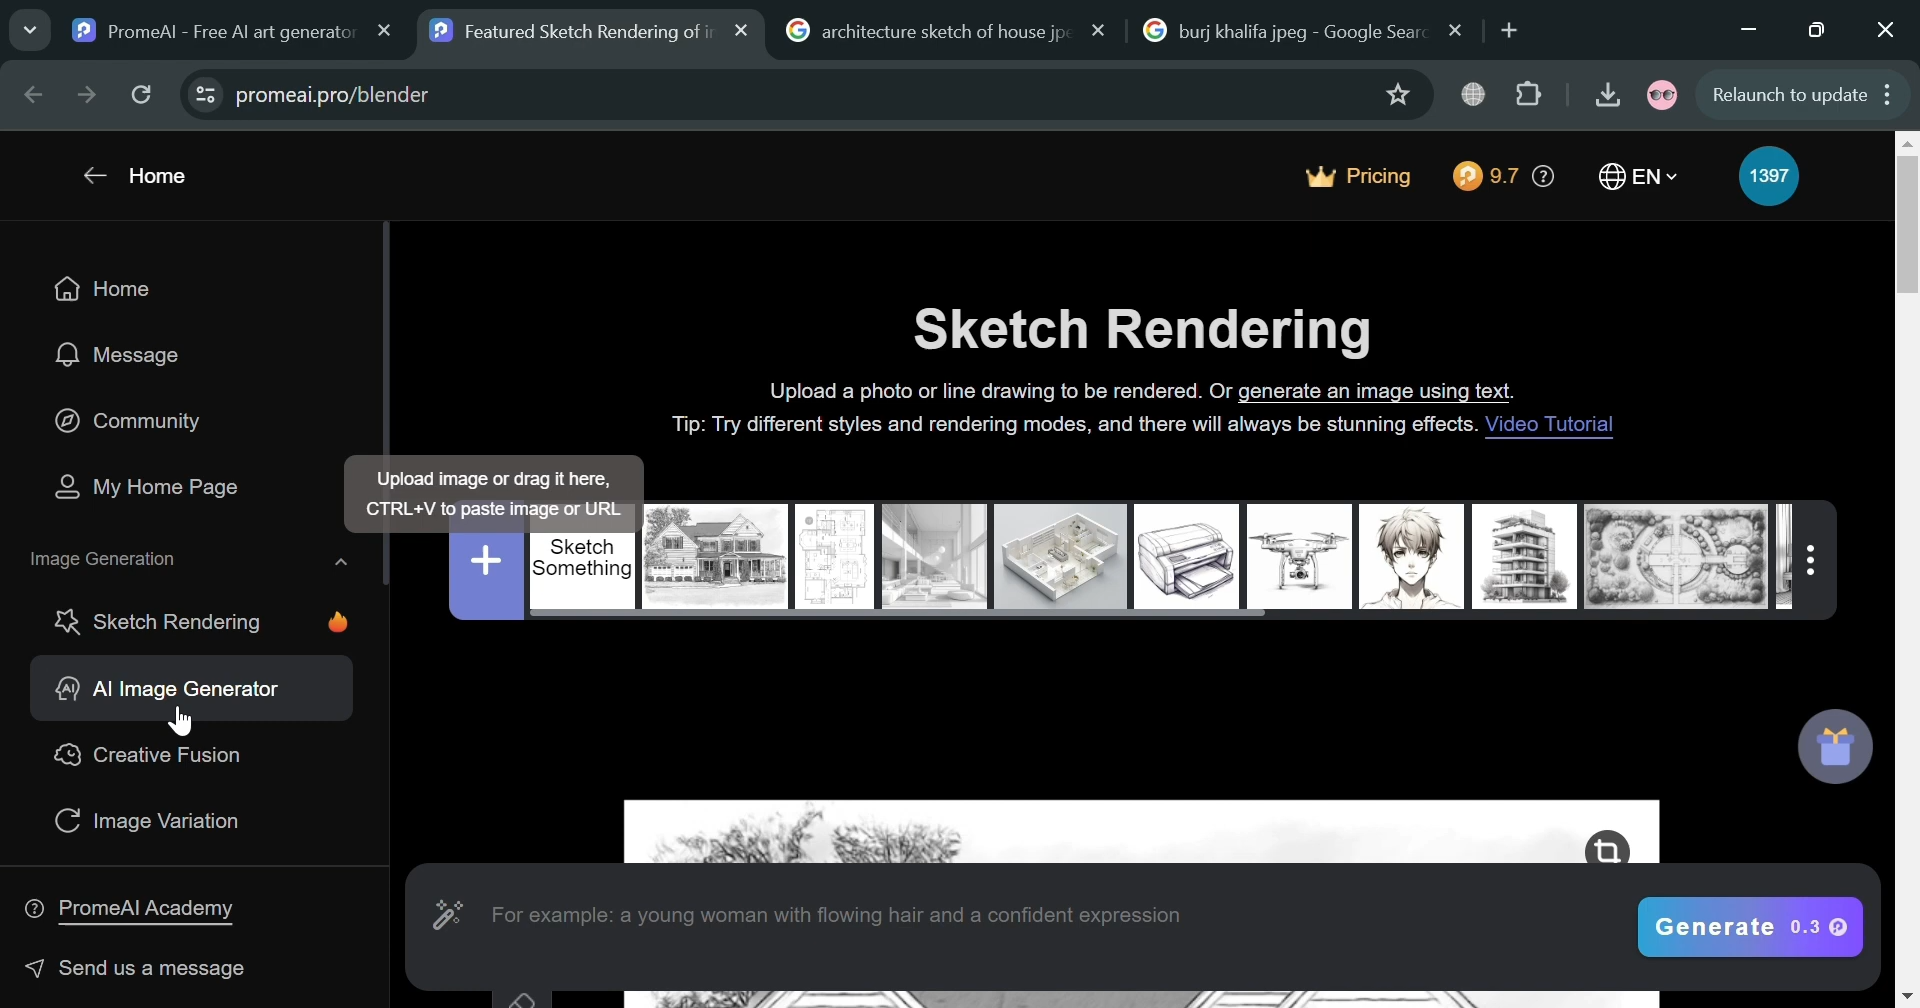 PromeAI - Free AI art generator
Featured Sketch Rendering of in
architecture sketch of house jpe
burj khalifa jpeg - Google Searc
promeai.pro/blender
Relaunch to update
Home
Pricing
9.7
EN
1397
Home
Message
Community
My Home Page
Image Generation
Sketch Rendering
AI Image Generator
Creative Fusion
Image Variation
PromeAI Academy
Send us a message
Sketch Rendering
Upload a photo or line drawing to be rendered. Or generate an image using text.
Tip: Try different styles and rendering modes, and there will always be stunning effects. Video Tutorial
Upload image or drag it here,
CTRL+V to paste image or URL
Sketch
Something
For example: a young woman with flowing hair and a confident expression
Generate 0.3